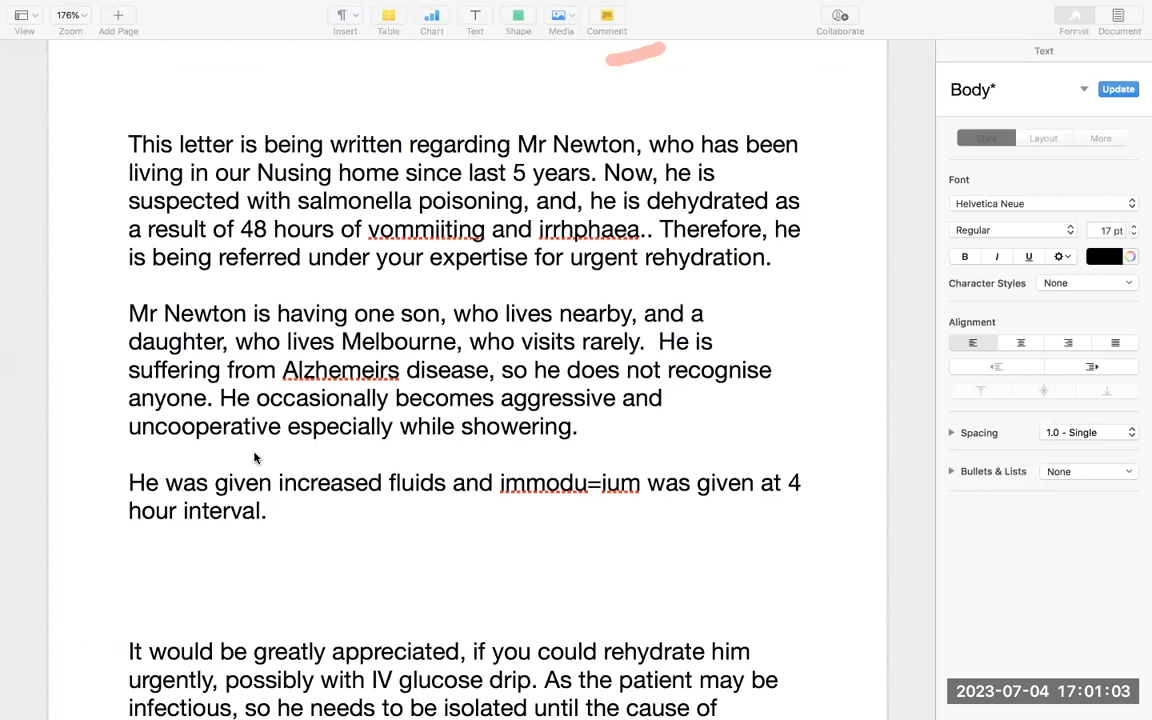 176%
View
Zoom
Add Page
Insert
Table
Chart
Text
Shape
Media
Comment
Collaborate
Format
Document
Text
Body*
Update
Style
Layout
More
Font
Helvetica Neue
Regular
17 pt
B I U
Character Styles
None
Alignment
Spacing
1.0 - Single
Bullets & Lists
None
This letter is being written regarding Mr Newton, who has been
living in our Nusing home since last 5 years. Now, he is
suspected with salmonella poisoning, and, he is dehydrated as
a result of 48 hours of vommiiting and irrhphaea.. Therefore, he
is being referred under your expertise for urgent rehydration.
Mr Newton is having one son, who lives nearby, and a
daughter, who lives Melbourne, who visits rarely.  He is
suffering from Alzhemeirs disease, so he does not recognise
anyone. He occasionally becomes aggressive and
uncooperative especially while showering.
He was given increased fluids and immodu=ium was given at 4
hour interval.
It would be greatly appreciated, if you could rehydrate him
urgently, possibly with IV glucose drip. As the patient may be
infectious, so he needs to be isolated until the cause of
2023-07-04 17:01:03